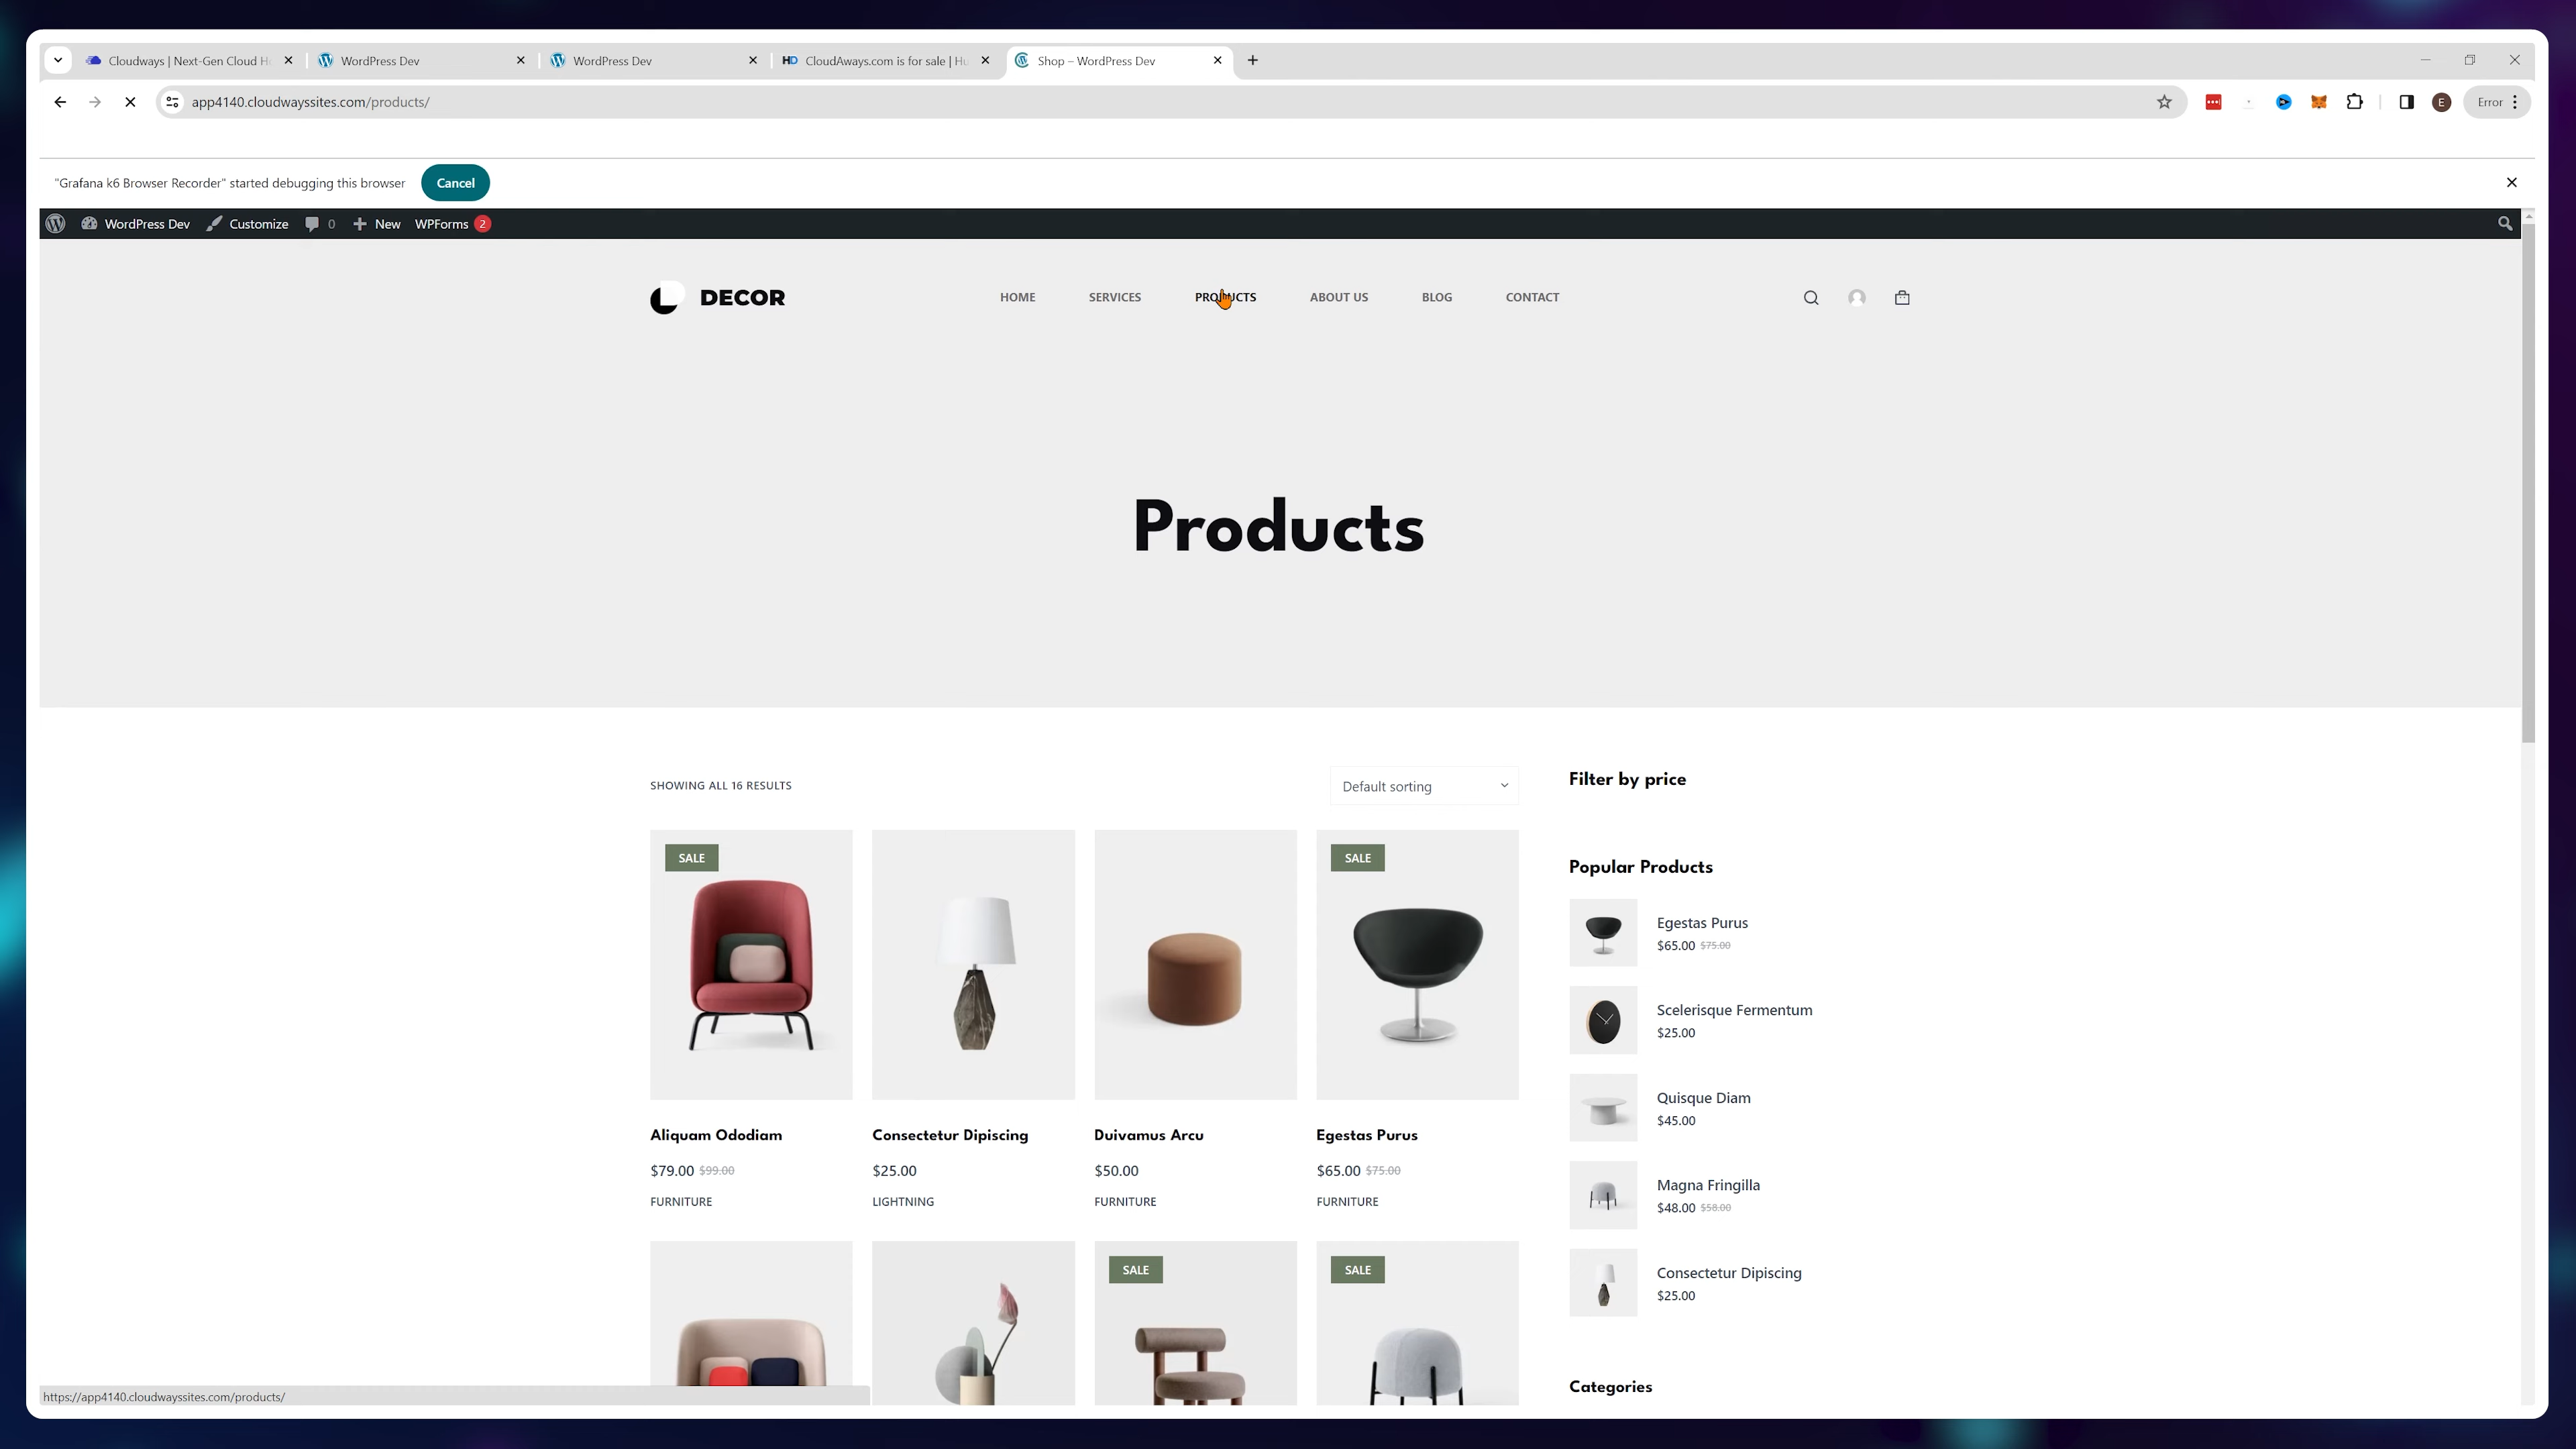 Cloudways | Next-Gen Cloud H
WordPress Dev
WordPress Dev
HD CloudAways.com is for sale | Hu
Shop – WordPress Dev
app4140.cloudwayssites.com/products/
E
Error
"Grafana k6 Browser Recorder" started debugging this browser
Cancel
WordPress Dev
Customize
0
New
WPForms 2
DECOR
HOME
SERVICES
PRODUCTS
ABOUT US
BLOG
CONTACT
Products
SHOWING ALL 16 RESULTS
Default sorting
SALE
SALE
Aliquam Ododiam
Consectetur Dipiscing
Duivamus Arcu
Egestas Purus
$79.00 $99.00
$25.00
$50.00
$65.00 $75.00
FURNITURE
LIGHTNING
FURNITURE
FURNITURE
SALE
SALE
Filter by price
Popular Products
Egestas Purus
$65.00 $75.00
Scelerisque Fermentum
$25.00
Quisque Diam
$45.00
Magna Fringilla
$48.00 $58.00
Consectetur Dipiscing
$25.00
Categories
https://app4140.cloudwayssites.com/products/